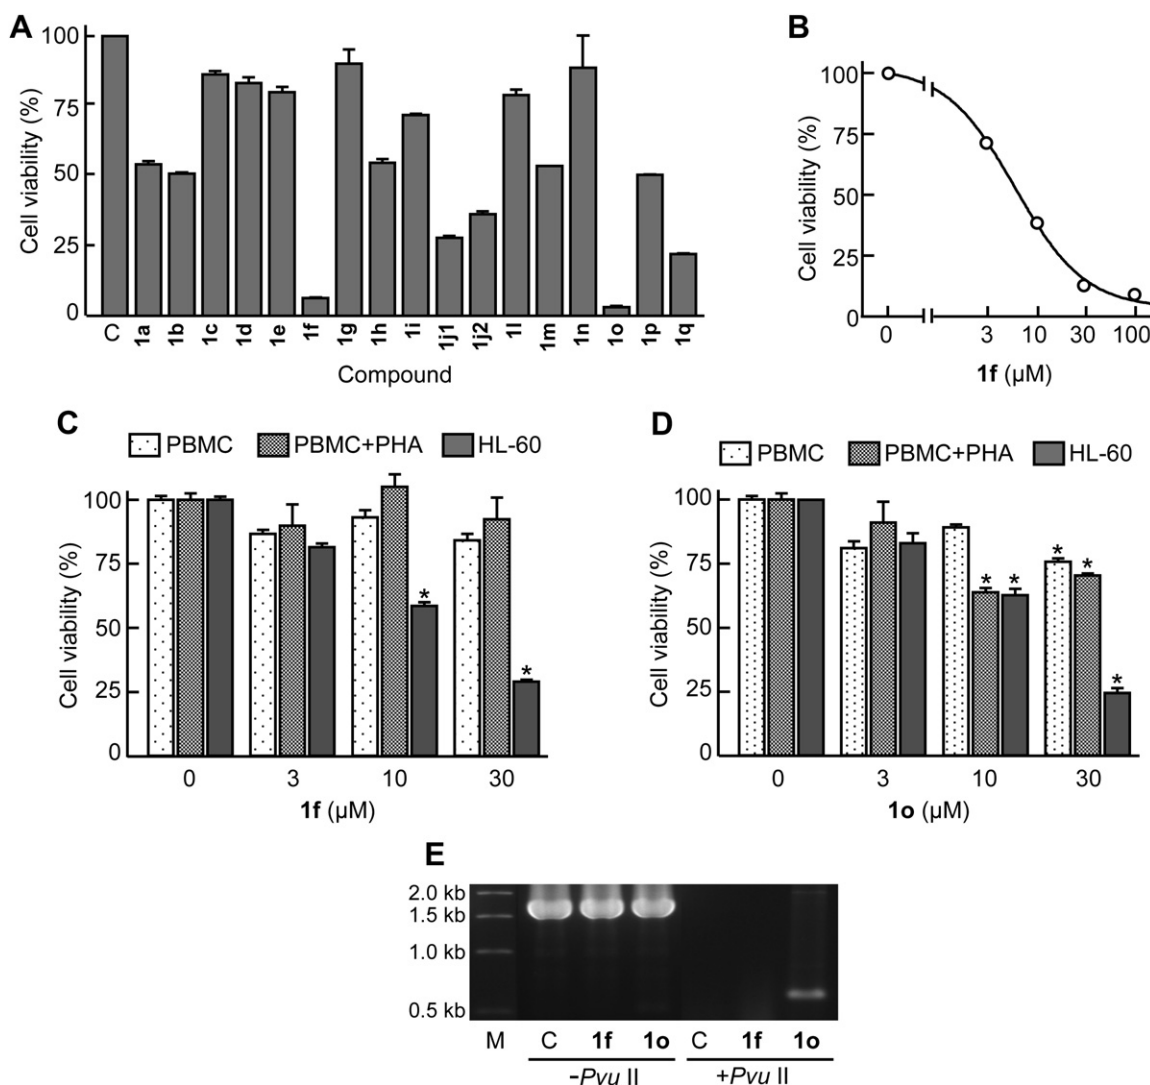 A
Cell viability (%)
100
75
50
25
0
C 1a 1b 1c 1d 1e 1f 1g 1h 1i 1j1 1j2 1l 1m 1n 1o 1p 1q
Compound
B
Cell viability (%)
100
75
50
25
0
0 3 10 30 100
1f (µM)
C
PBMC PBMC+PHA HL-60
Cell viability (%)
100
75
50
25
0
* *
0 3 10 30
1f (µM)
D
PBMC PBMC+PHA HL-60
Cell viability (%)
100
75
50
25
0
* * * * *
0 3 10 30
1o (µM)
E
2.0 kb
1.5 kb
1.0 kb
0.5 kb
M C 1f 1o C 1f 1o
-Pvu II +Pvu II